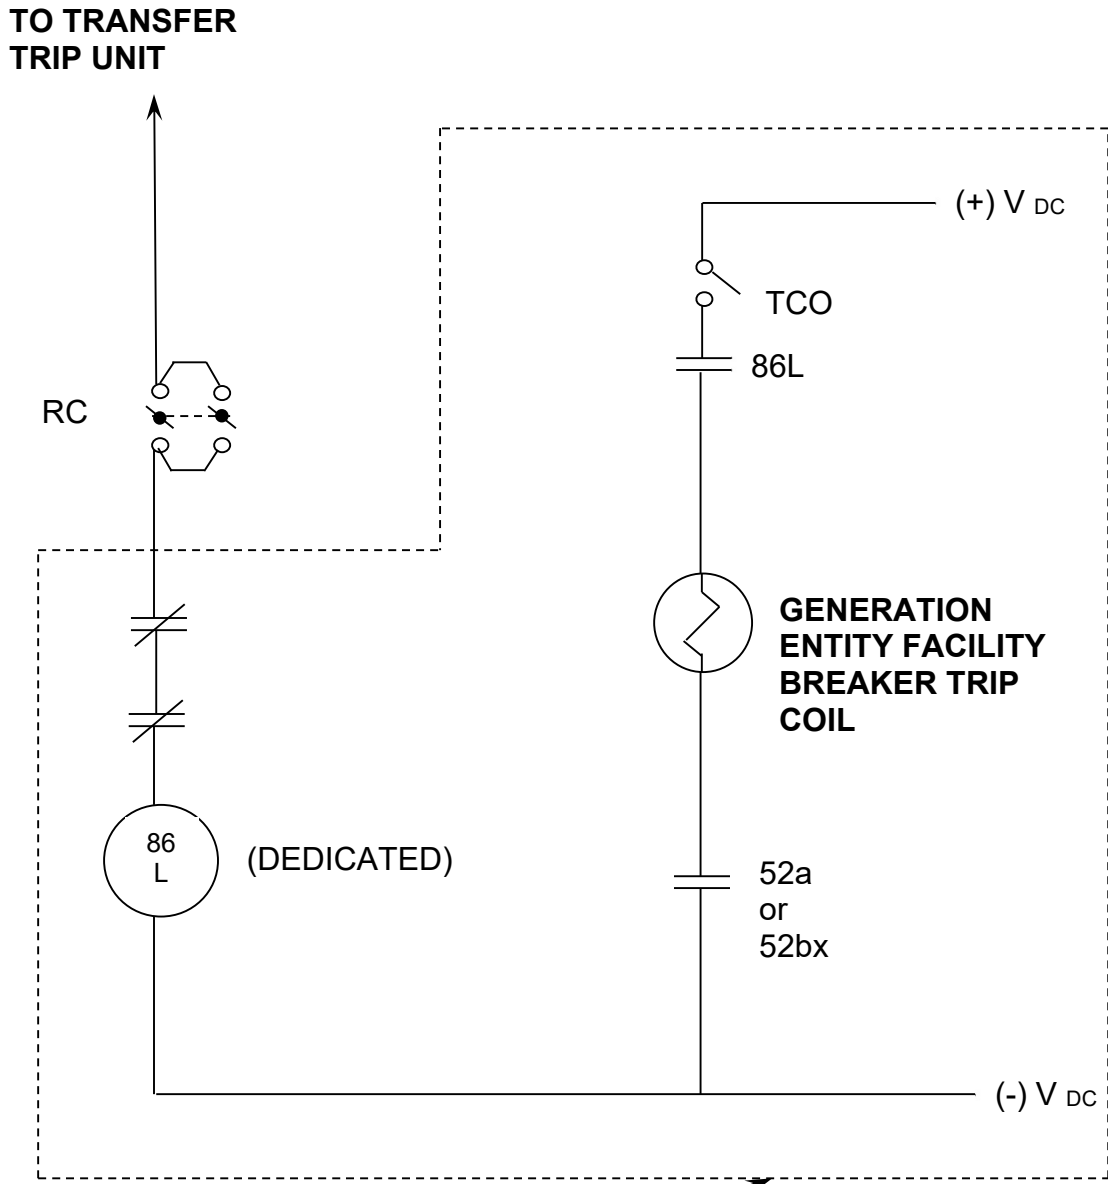 TO TRANSFER
TRIP UNIT
(+) V DC
TCO
86L
RC
GENERATION
ENTITY FACILITY
BREAKER TRIP
COIL
86
L
(DEDICATED)
52a
or
52bx
(-) V DC